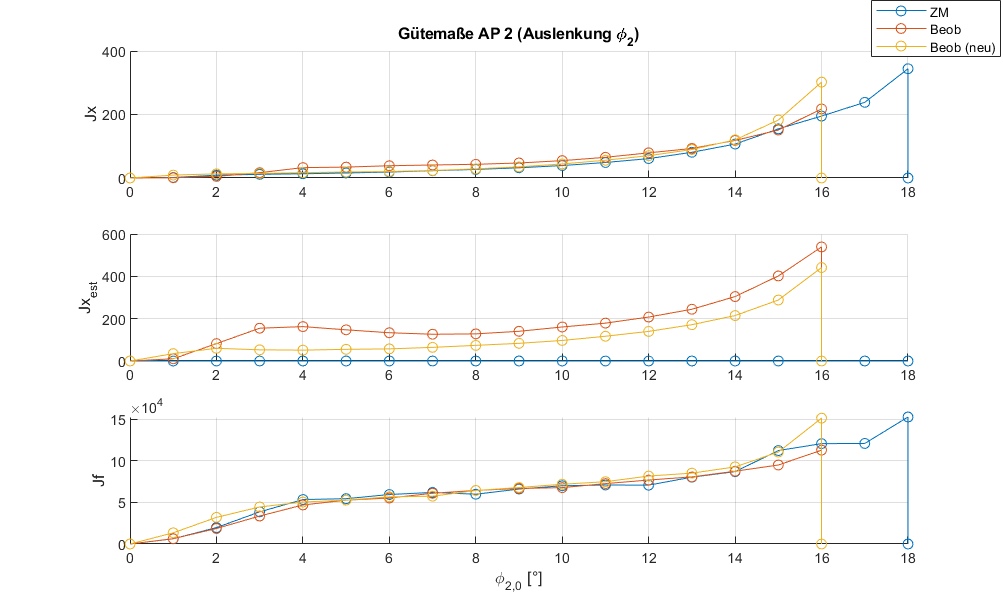 Gütemaße AP 2 (Auslenkung ϕ2)
ZM
Beob
Beob (neu)
400
200
0
Jx
0 2 4 6 8 10 12 14 16 18
600
400
200
0
Jxest
0 2 4 6 8 10 12 14 16 18
×10^4
15
10
5
0
Jf
0 2 4 6 8 10 12 14 16 18
ϕ2,0 [°]